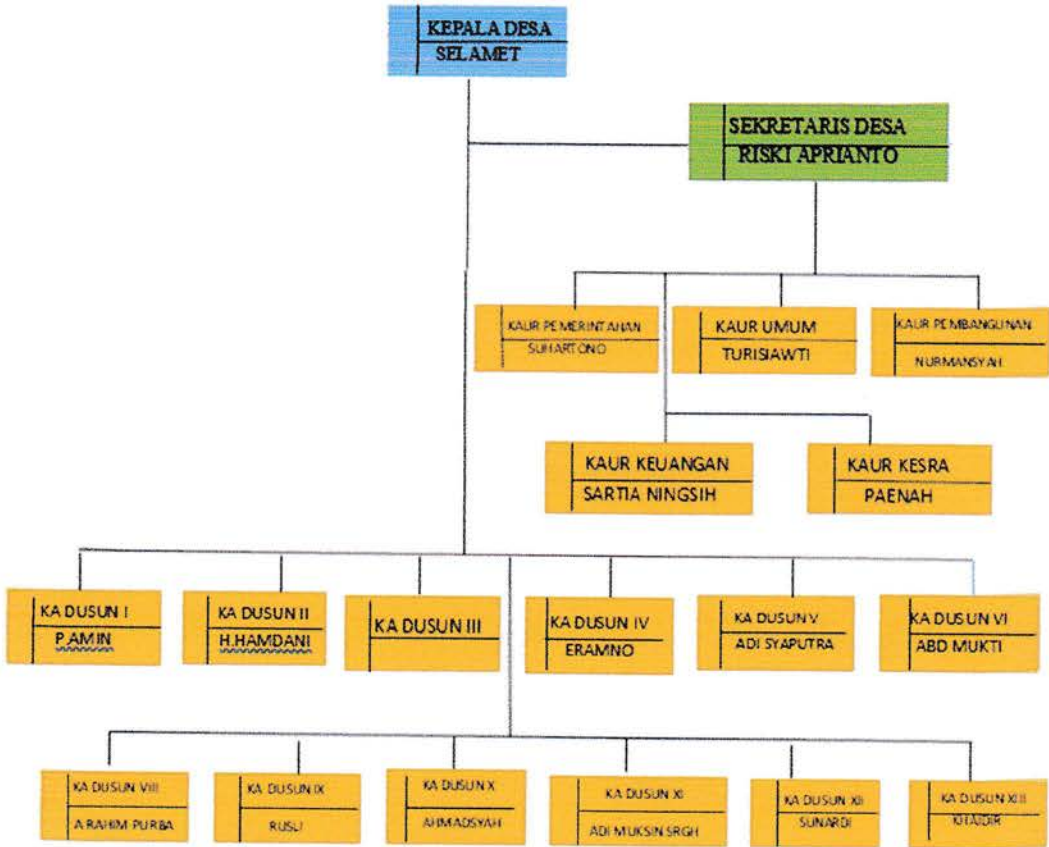 KEPALA DESA
SELAMET
SEKRETARIS DESA
RISKI APRIANTO
KAUR PEMERINTAHAN
SUHARTONO
KAUR UMUM
TURISIAWTI
KAUR PEMBANGUNAN
NURMANSYAH
KAUR KEUANGAN
SARTIA NINGSIH
KAUR KESRA
PAENAH
KA DUSUN I
P.AMIN
KA DUSUN II
H.HAMDANI
KA DUSUN III
KA DUSUN IV
ERAMNO
KA DUSUN V
ADI SYAPUTRA
KA DUSUN VI
ABD MUKTI
KA DUSUN VIII
A RAHIM PURBA
KA DUSUN IX
RUSLI
KA DUSUN X
AHMADSYAH
KA DUSUN XI
ADI MUKSIN SRGH
KA DUSUN XII
SUNARDI
KA DUSUN XIII
KHAIDIR